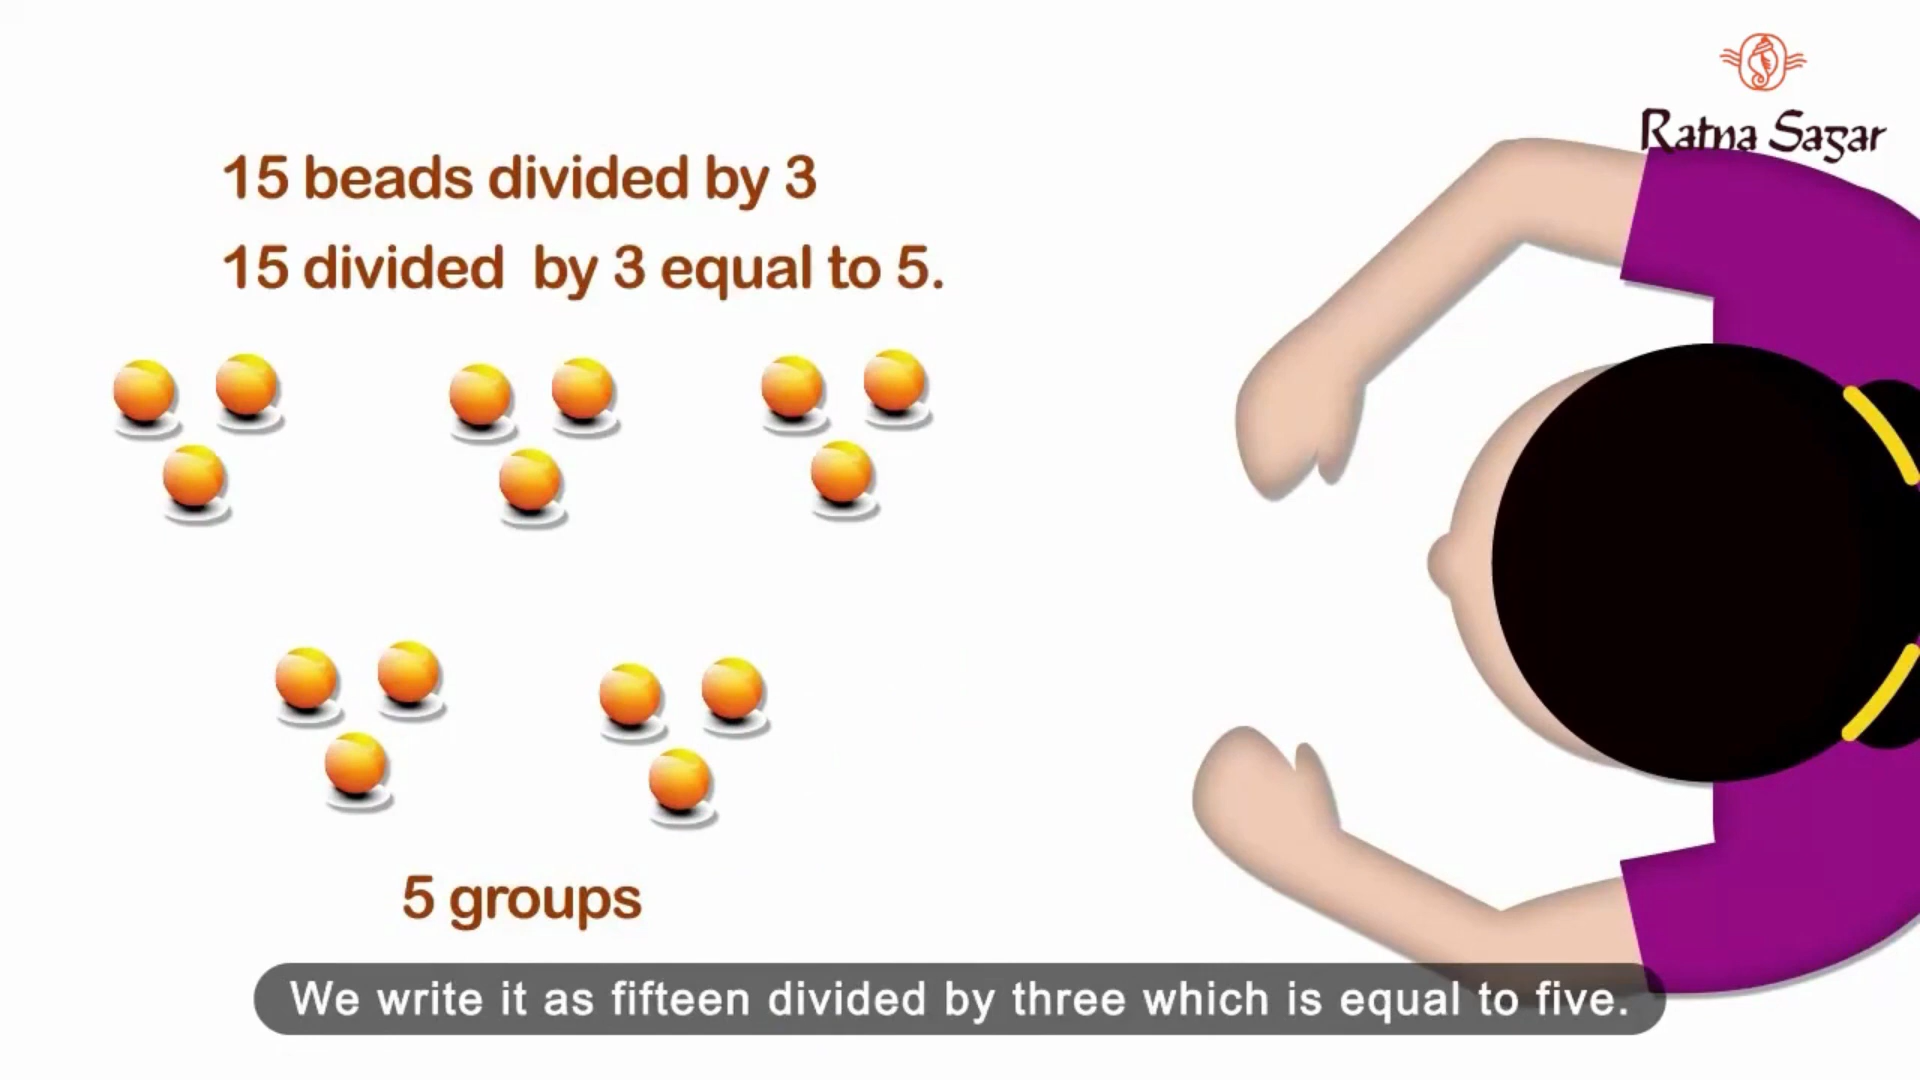 Ratna Sagar
15 beads divided by 3
15 divided by 3 equal to 5.
5 groups
We write it as fifteen divided by three which is equal to five.